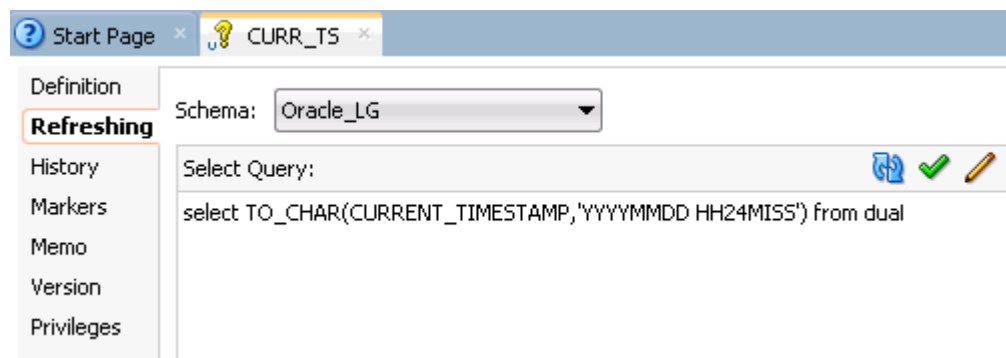 Start Page
CURR_TS
Definition
Refreshing
History
Markers
Memo
Version
Privileges
Schema: Oracle_LG
Select Query:
select TO_CHAR(CURRENT_TIMESTAMP,'YYYYMMDD HH24MISS') from dual